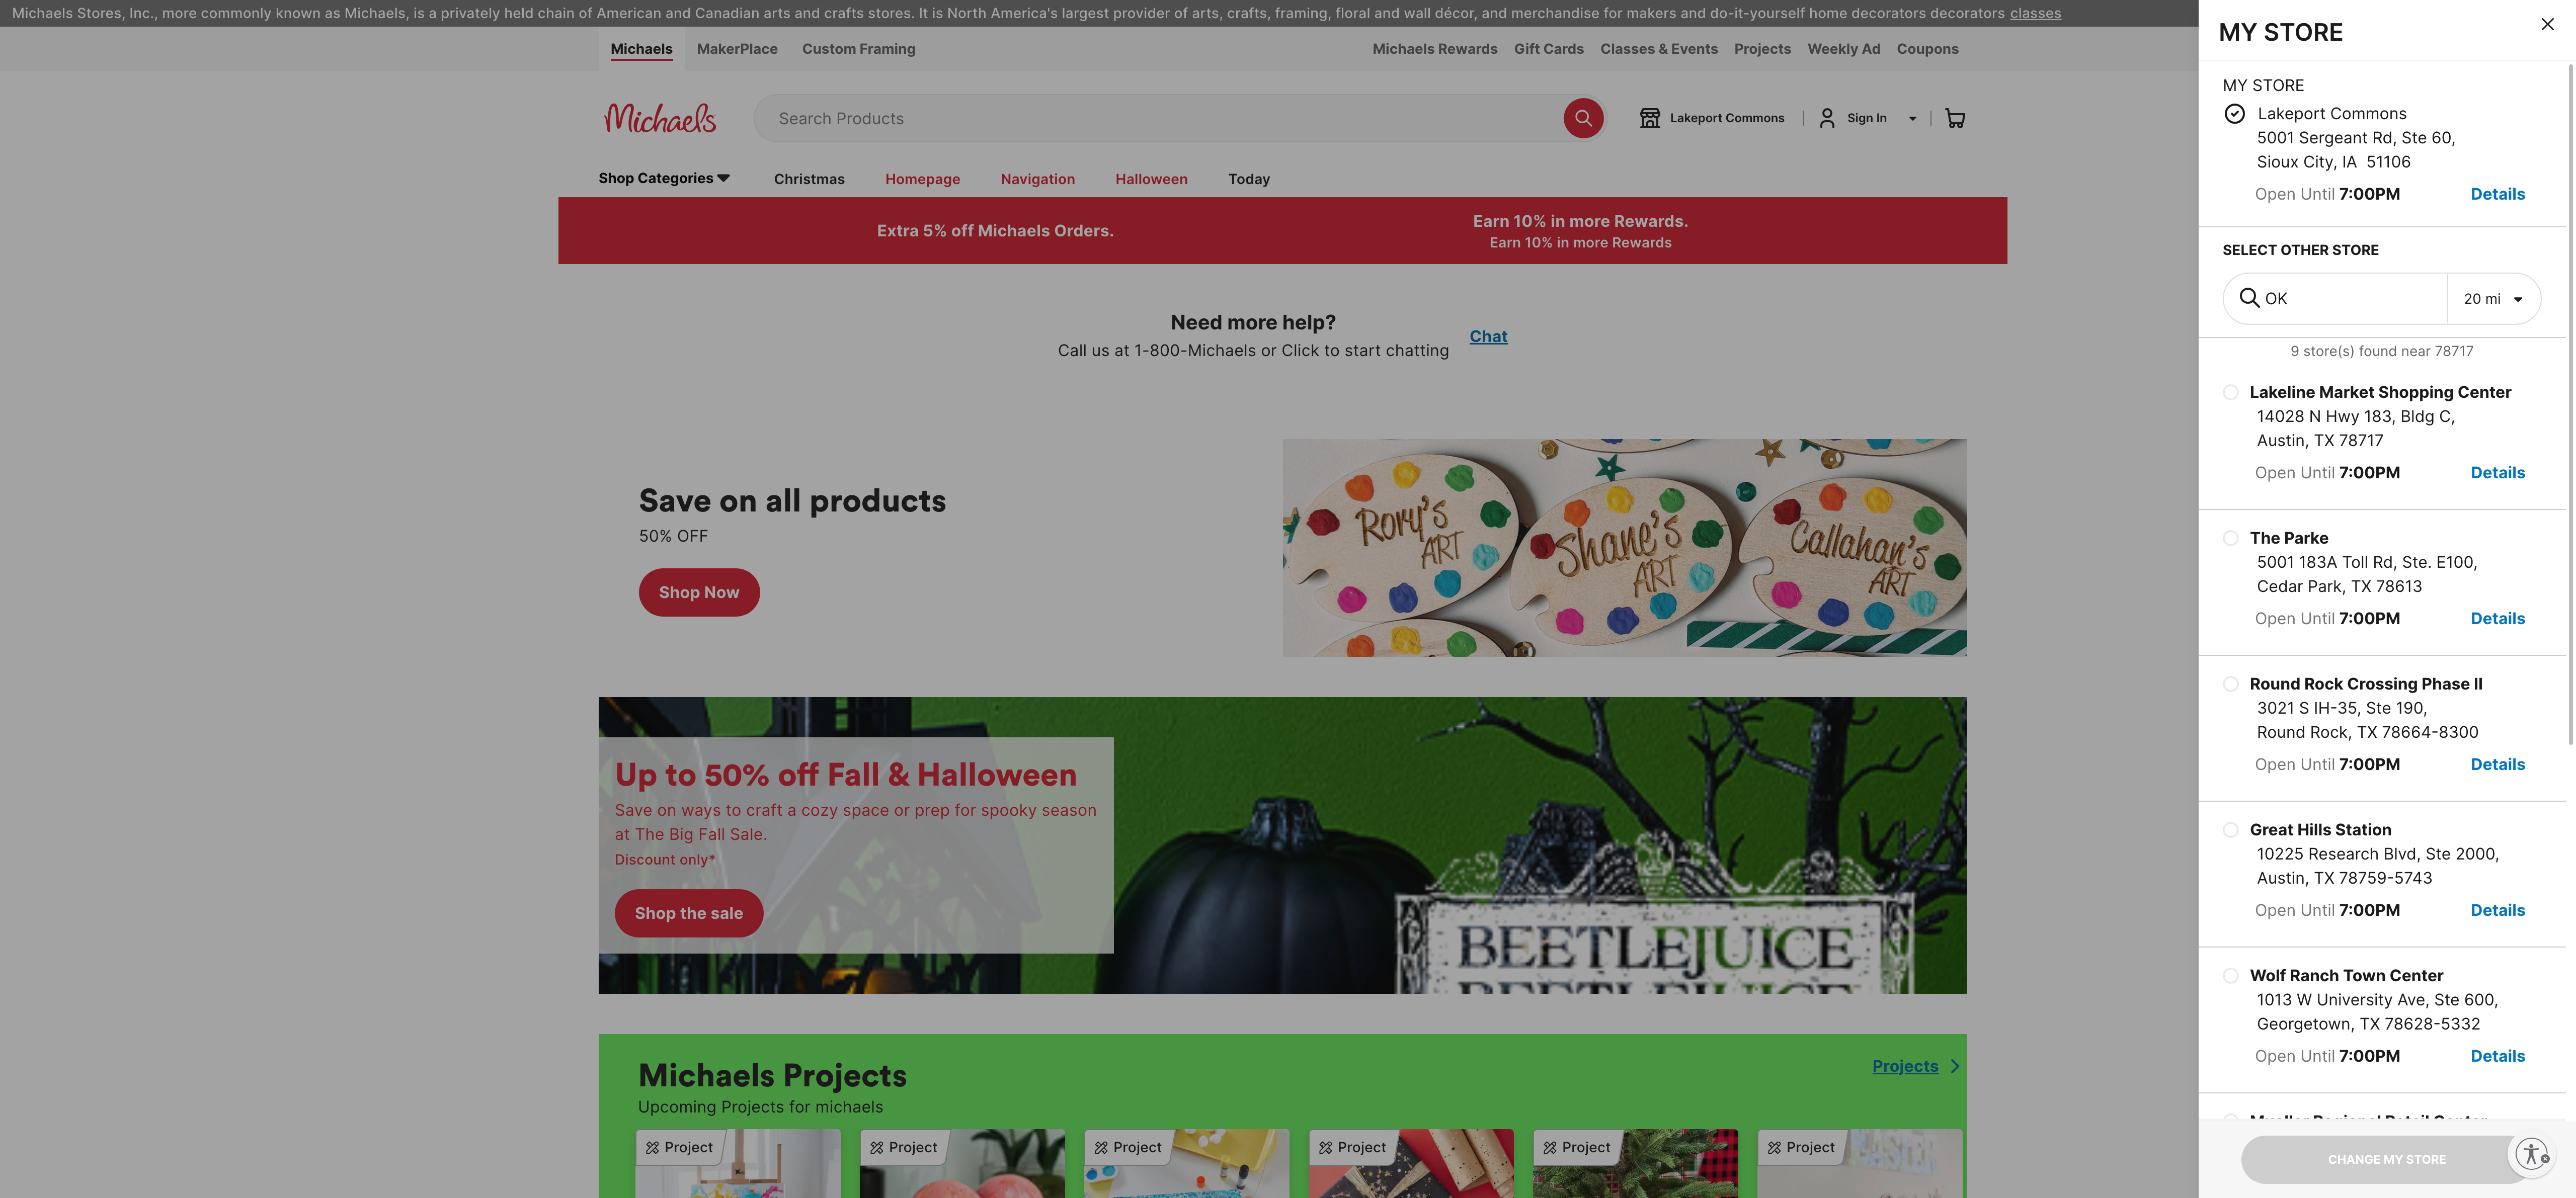 Michaels Stores, Inc., more commonly known as Michaels, is a privately held chain of American and Canadian arts and crafts stores. It is North America's largest provider of arts, crafts, framing, floral and wall décor, and merchandise for makers and do-it-yourself home decorators decorators classes
Michaels MakerPlace Custom Framing Michaels Rewards Gift Cards Classes & Events Projects Weekly Ad Coupons
Michaels Search Products Lakeport Commons Sign In
Shop Categories Christmas Homepage Navigation Halloween Today
Extra 5% off Michaels Orders.
Earn 10% in more Rewards.
Earn 10% in more Rewards
Need more help?
Call us at 1-800-Michaels or Click to start chatting
Chat
Save on all products
50% OFF
Shop Now
Rory's
ART
Shane's
ART
Callahan's
ART
Up to 50% off Fall & Halloween
Save on ways to craft a cozy space or prep for spooky season
at The Big Fall Sale.
Discount only*
Shop the sale
BEETLEJUICE
BEETLEJUICE
Michaels Projects
Upcoming Projects for michaels
Projects
Project
Project
Project
Project
Project
Project
MY STORE
MY STORE
Lakeport Commons
5001 Sergeant Rd, Ste 60,
Sioux City, IA 51106
Open Until 7:00PM Details
SELECT OTHER STORE
OK 20 mi
9 store(s) found near 78717
Lakeline Market Shopping Center
14028 N Hwy 183, Bldg C,
Austin, TX 78717
Open Until 7:00PM Details
The Parke
5001 183A Toll Rd, Ste. E100,
Cedar Park, TX 78613
Open Until 7:00PM Details
Round Rock Crossing Phase II
3021 S IH-35, Ste 190,
Round Rock, TX 78664-8300
Open Until 7:00PM Details
Great Hills Station
10225 Research Blvd, Ste 2000,
Austin, TX 78759-5743
Open Until 7:00PM Details
Wolf Ranch Town Center
1013 W University Ave, Ste 600,
Georgetown, TX 78628-5332
Open Until 7:00PM Details
CHANGE MY STORE